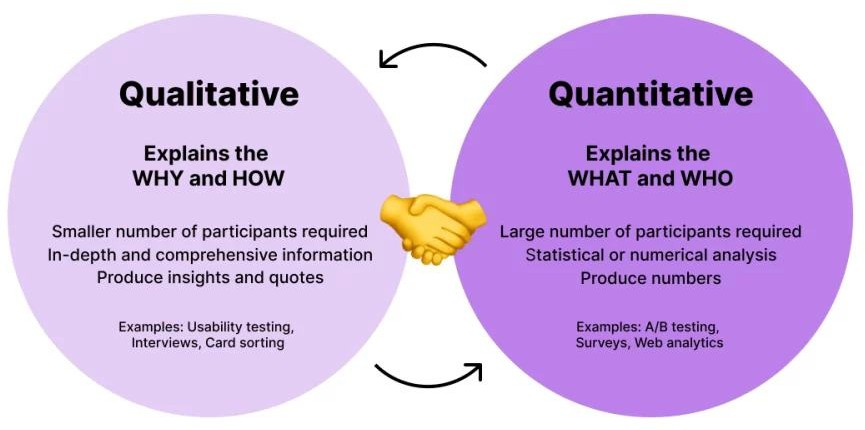 Qualitative
Explains the
WHY and HOW
Smaller number of participants required
In-depth and comprehensive information
Produce insights and quotes
Examples: Usability testing,
Interviews, Card sorting
Quantitative
Explains the
WHAT and WHO
Large number of participants required
Statistical or numerical analysis
Produce numbers
Examples: A/B testing,
Surveys, Web analytics